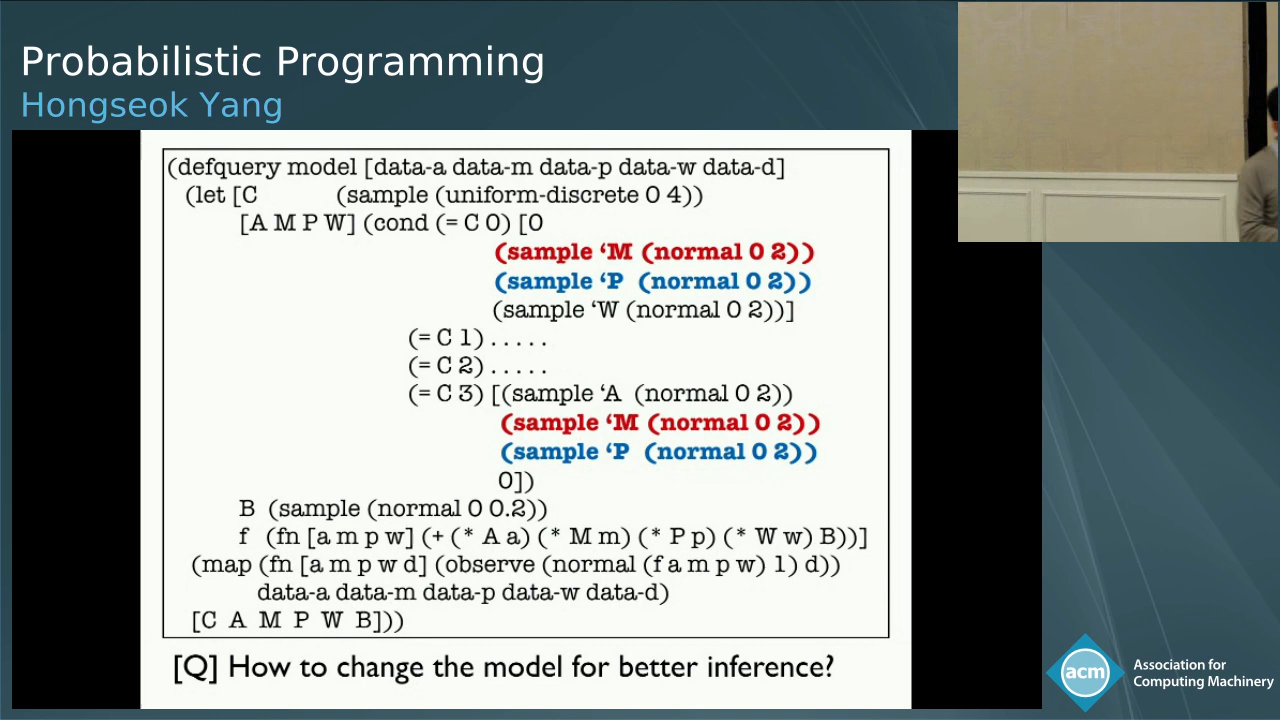 Probabilistic Programming
Hongseok Yang
(defquery model [data-a data-m data-p data-w data-d]
(let [C (sample (uniform-discrete 0 4))
[A M P W] (cond (= C 0) [0
(sample ‘M (normal 0 2))
(sample ‘P (normal 0 2))
(sample ‘W (normal 0 2))]
(= C 1) . . . . .
(= C 2) . . . . .
(= C 3) [(sample ‘A (normal 0 2))
(sample ‘M (normal 0 2))
(sample ‘P (normal 0 2))
0])
B (sample (normal 0 0.2))
f (fn [a m p w] (+ (* A a) (* M m) (* P p) (* W w) B))]
(map (fn [a m p w d] (observe (normal (f a m p w) 1) d))
data-a data-m data-p data-w data-d)
[C A M P W B]))
[Q] How to change the model for better inference?
acm
Association for
Computing Machinery